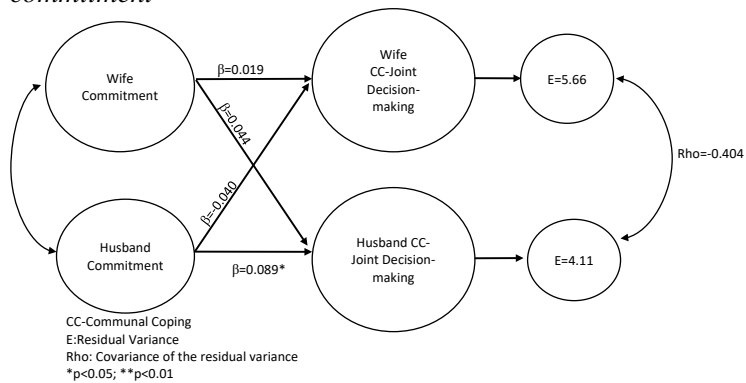 commitment
Wife
Commitment
β=0.019
Wife
CC-Joint
Decision-
making
E=5.66
β=0.044
Rho=-0.404
β=-0.040
Husband
Commitment
β=0.089*
Husband CC-
Joint Decision-
making
E=4.11
CC-Communal Coping
E:Residual Variance
Rho: Covariance of the residual variance
*p<0.05; **p<0.01